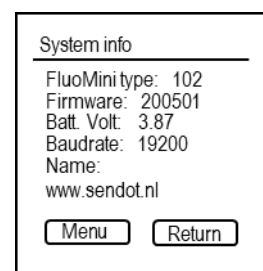 System info
FluoMini type: 102
Firmware: 200501
Batt. Volt: 3.87
Baudrate: 19200
Name:
www.sendot.nl
Menu Return